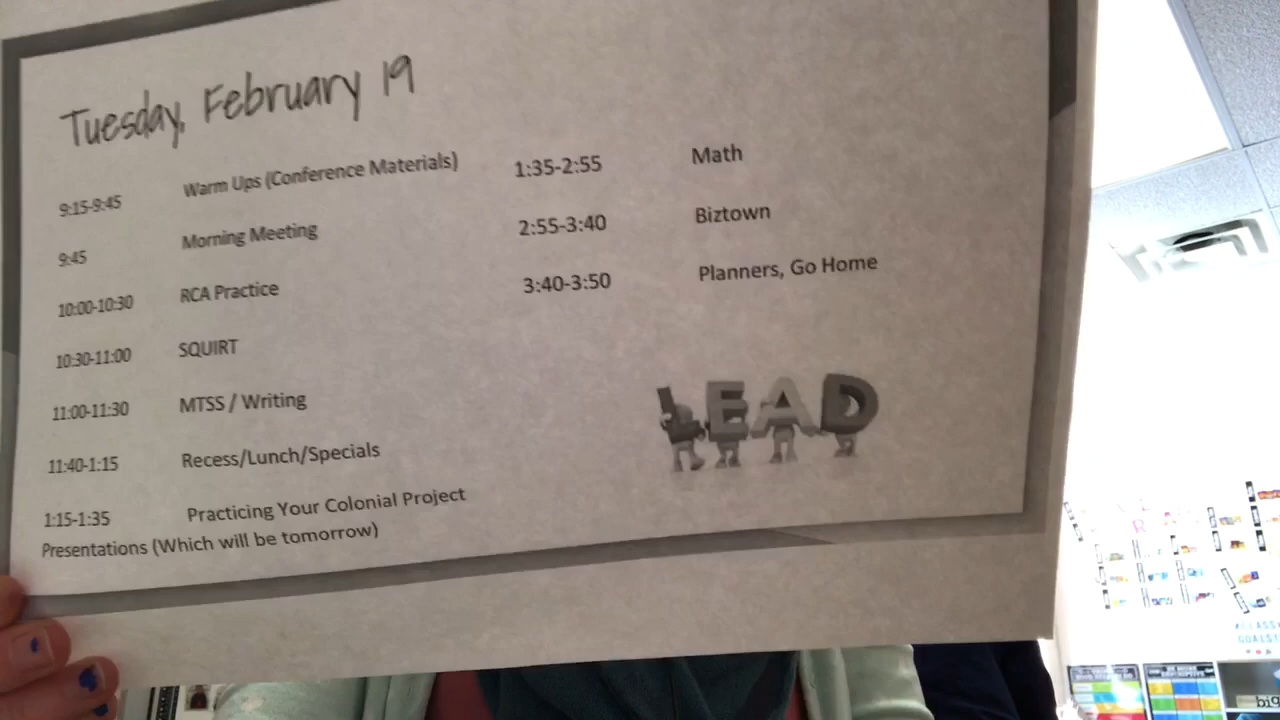 Tuesday, February 19
9:15-9:45 Warm Ups (Conference Materials)
9:45 Morning Meeting
10:00-10:30 RCA Practice
10:30-11:00 SQUIRT
11:00-11:30 MTSS / Writing
11:40-1:15 Recess/Lunch/Specials
1:15-1:35 Practicing Your Colonial Project
Presentations (Which will be tomorrow)
1:35-2:55 Math
2:55-3:40 Biztown
3:40-3:50 Planners, Go Home
LEAD
big